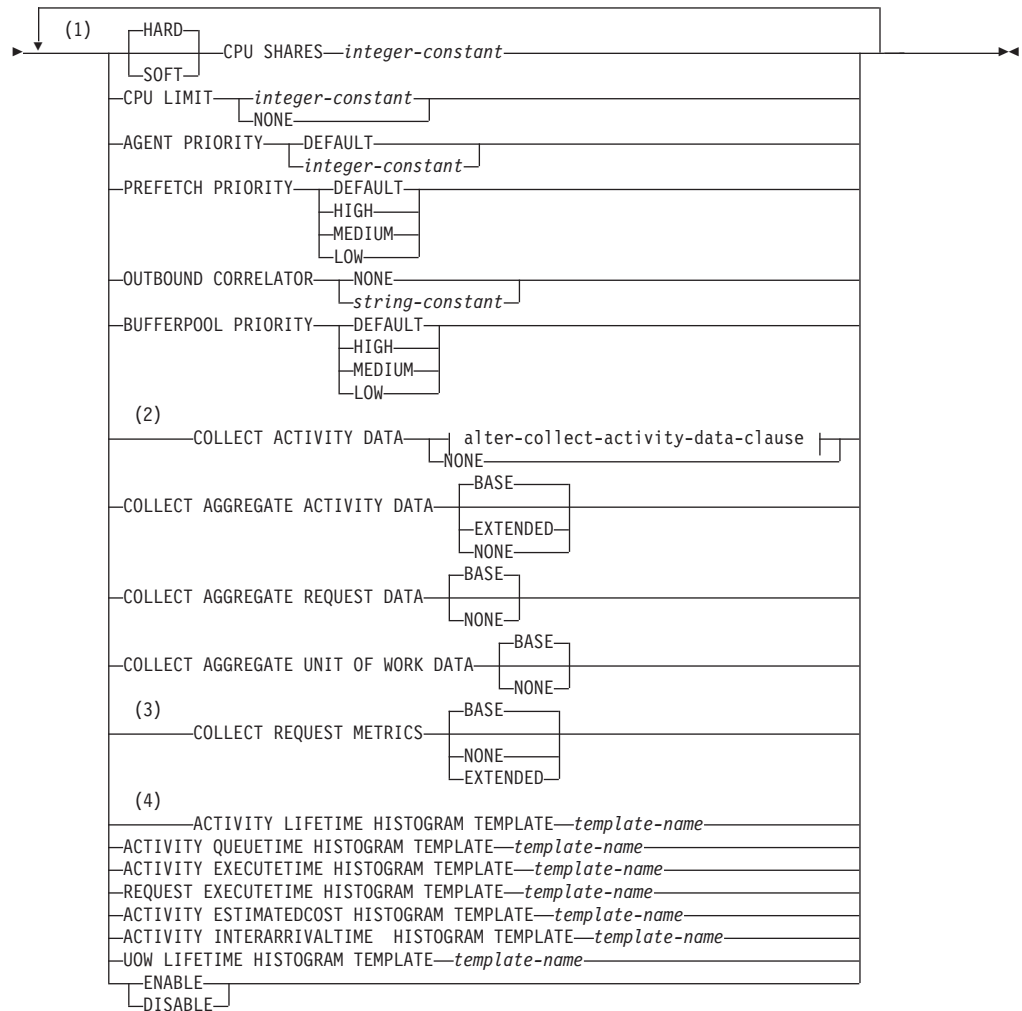 (1)
HARD
CPU SHARES integer-constant
SOFT
CPU LIMIT integer-constant
NONE
AGENT PRIORITY DEFAULT
integer-constant
PREFETCH PRIORITY DEFAULT
HIGH
MEDIUM
LOW
OUTBOUND CORRELATOR NONE
string-constant
BUFFERPOOL PRIORITY DEFAULT
HIGH
MEDIUM
LOW
(2)
COLLECT ACTIVITY DATA alter-collect-activity-data-clause
NONE
BASE
COLLECT AGGREGATE ACTIVITY DATA
EXTENDED
NONE
BASE
COLLECT AGGREGATE REQUEST DATA
NONE
BASE
COLLECT AGGREGATE UNIT OF WORK DATA
NONE
(3)
BASE
COLLECT REQUEST METRICS
NONE
EXTENDED
(4)
ACTIVITY LIFETIME HISTOGRAM TEMPLATE template-name
ACTIVITY QUEUETIME HISTOGRAM TEMPLATE template-name
ACTIVITY EXECUTETIME HISTOGRAM TEMPLATE template-name
REQUEST EXECUTETIME HISTOGRAM TEMPLATE template-name
ACTIVITY ESTIMATEDCOST HISTOGRAM TEMPLATE template-name
ACTIVITY INTERARRIVALTIME HISTOGRAM TEMPLATE template-name
UOW LIFETIME HISTOGRAM TEMPLATE template-name
ENABLE
DISABLE